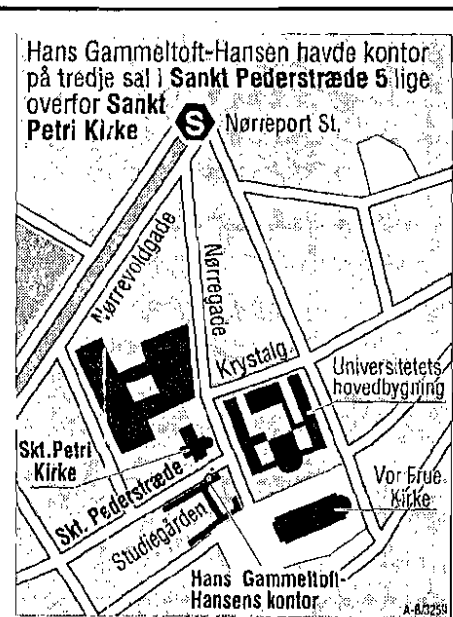 Hans Gammeltoft-Hansen havde kontor
på tredje sal i Sankt Pederstræde 5 lige
overfor Sankt
Petri Kirke
S
Nørreport St.
Nørrevoldgade
Nørregade
Krystalg.
Universitetets
hovedbygning
Skt. Petri
Kirke
Skt. Pederstræde
Vor Frue
Kirke
Studiegården
Hans Gammeltoft-
Hansens kontor